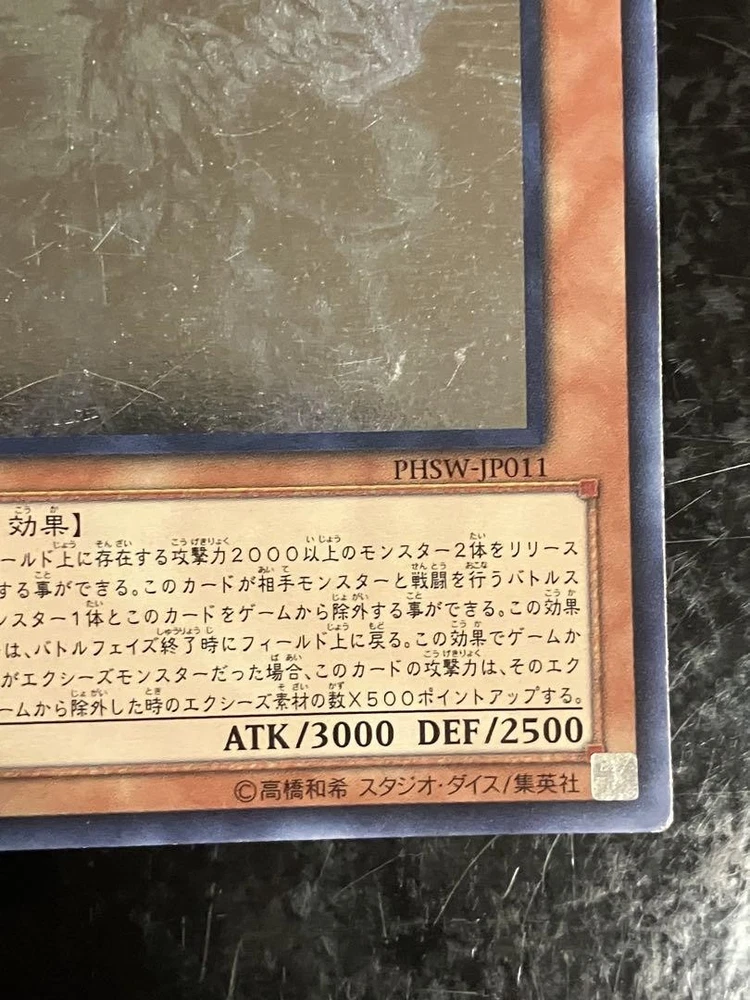 PHSW-JP011
効果】
ールド上に存在する攻撃力2000以上のモンスター2体をリリース
する事ができる。このカードが相手モンスターと戦闘を行うバトルス
ンスター1体とこのカードをゲームから除外する事ができる。この効果
は、バトルフェイズ終了時にフィールド上に戻る。この効果でゲームか
がエクシーズモンスターだった場合、このカードの攻撃力は、そのエク
ームから除外した時のエクシーズ素材の数X500ポイントアップする。
ATK/3000 DEF/2500
©高橋和希 スタジオ・ダイス/集英社